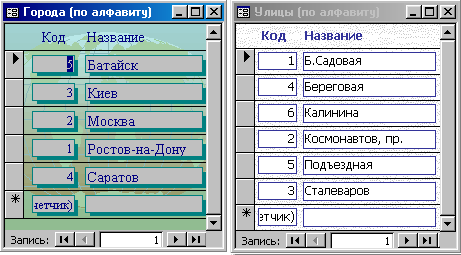 Города (по алфавиту)
Код Название
5 Батайск
3 Киев
2 Москва
1 Ростов-на-Дону
4 Саратов
етчик)
Запись: 1
Улицы (по алфавиту)
Код Название
1 Б.Садовая
4 Береговая
6 Калинина
2 Космонавтов, пр.
5 Подъездная
3 Сталеваров
етчик)
Запись: 1